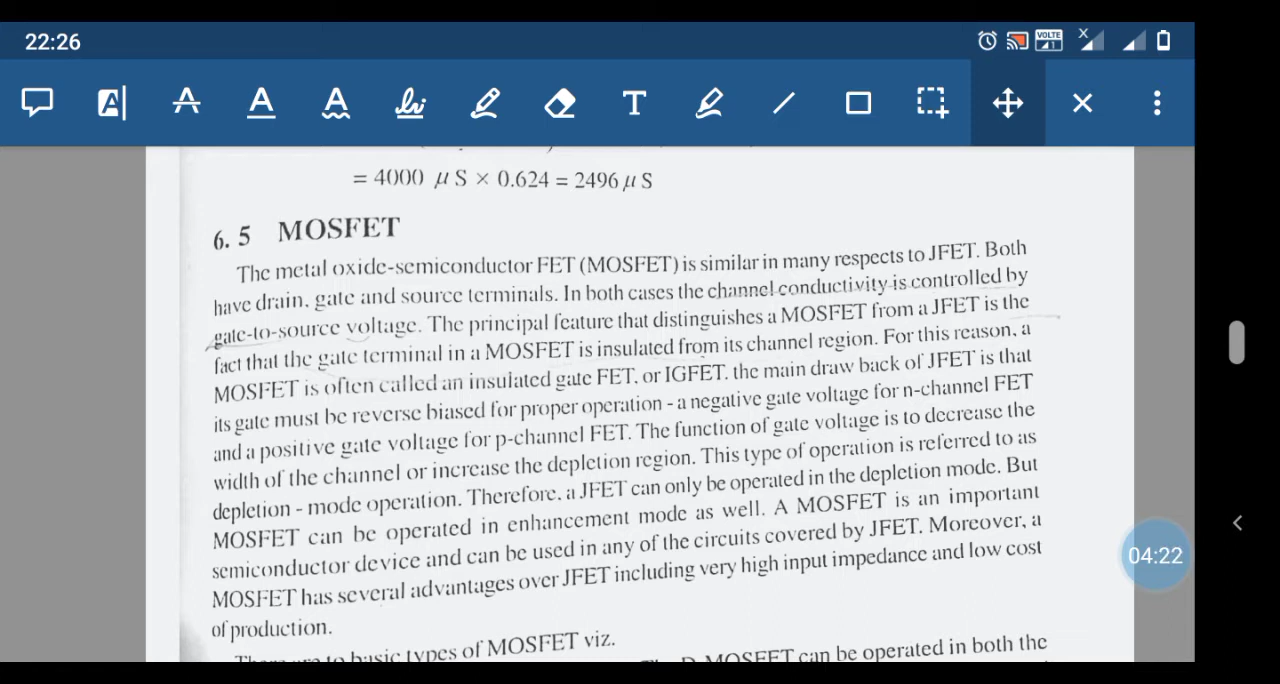 22:26
VOLTE
X
A A A A T
= 4000 μ S × 0.624 = 2496 μ S
6. 5 MOSFET
The metal oxide-semiconductor FET (MOSFET) is similar in many respects to JFET. Both
have drain, gate and source terminals. In both cases the channel conductivity is controlled by
gate-to-source voltage. The principal feature that distinguishes a MOSFET from a JFET is the
fact that the gate terminal in a MOSFET is insulated from its channel region. For this reason, a
MOSFET is often called an insulated gate FET, or IGFET. the main draw back of JFET is that
its gate must be reverse biased for proper operation - a negative gate voltage for n-channel FET
and a positive gate voltage for p-channel FET. The function of gate voltage is to decrease the
width of the channel or increase the depletion region. This type of operation is referred to as
depletion - mode operation. Therefore, a JFET can only be operated in the depletion mode. But
MOSFET can be operated in enhancement mode as well. A MOSFET is an important
semiconductor device and can be used in any of the circuits covered by JFET. Moreover, a
MOSFET has several advantages over JFET including very high input impedance and low cost
of production.
04:22
to basic types of MOSFET viz.
D-MOSFET can be operated in both the